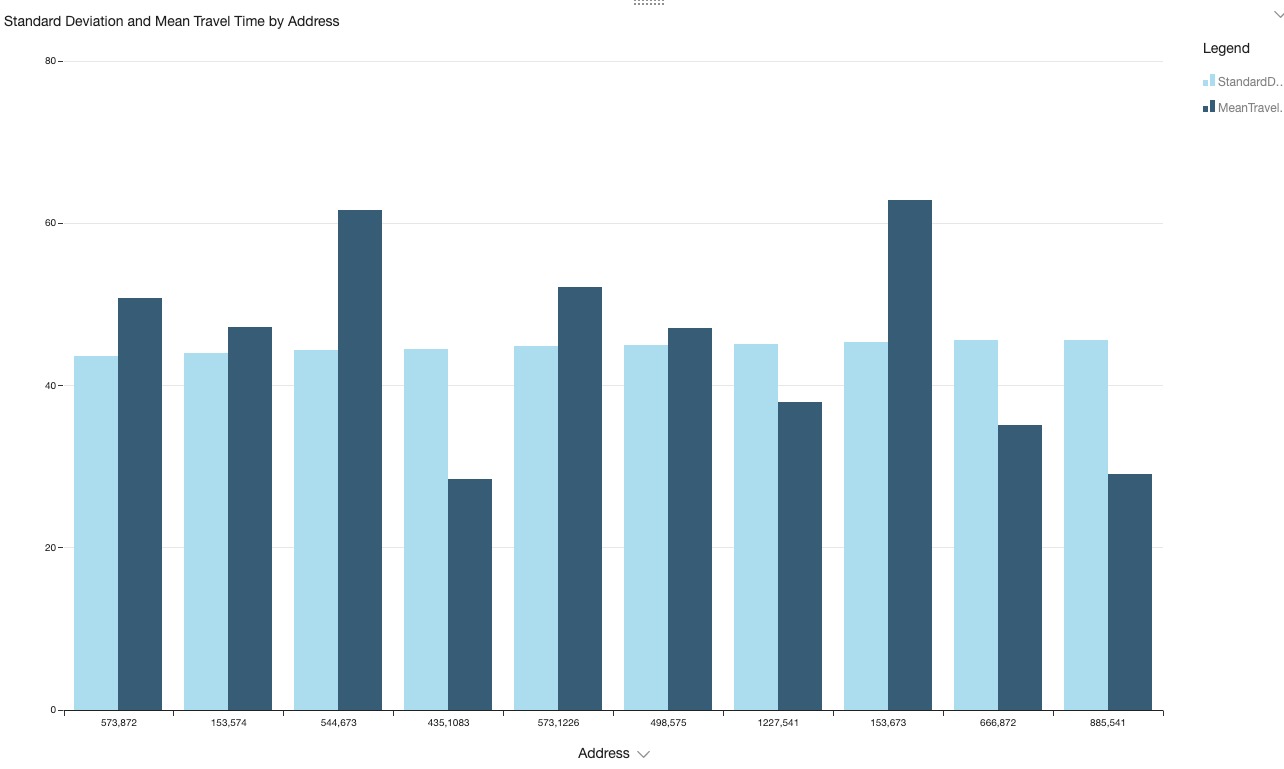 Standard Deviation and Mean Travel Time by Address
Legend
StandardD..
MeanTravel.
80
60
40
20
0
573,872 153,574 544,673 435,1083 573,1226 498,575 1227,541 153,673 666,872 885,541
Address